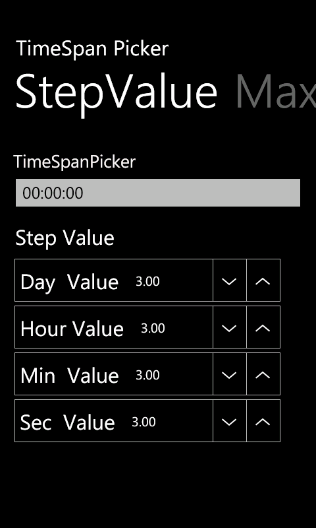 TimeSpan Picker
StepValue Max
TimeSpanPicker
00:00:00
Step Value
Day Value 3.00
Hour Value 3.00
Min Value 3.00
Sec Value 3.00